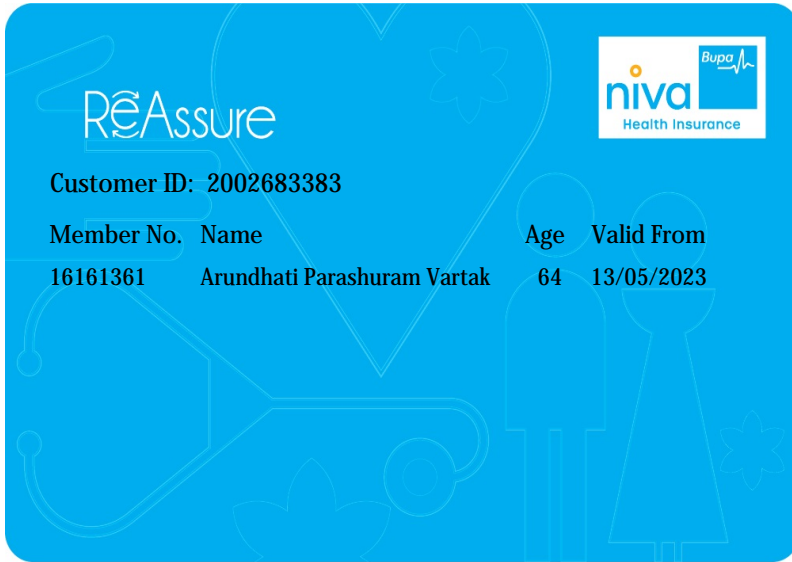 ReAssure
niva Bupa
Health Insurance
Customer ID: 2002683383
Member No. Name Age Valid From
16161361 Arundhati Parashuram Vartak 64 13/05/2023